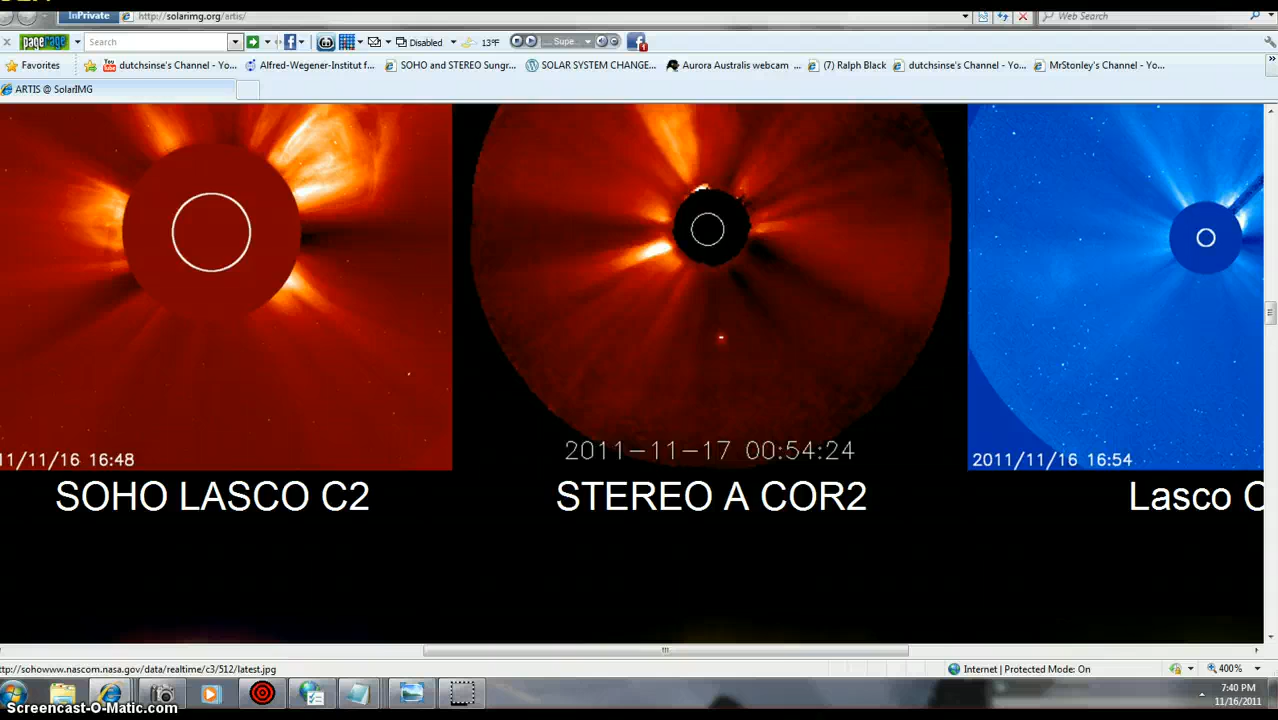 InPrivate http://solarimg.org/artis/ Web Search
pagerage Search Disabled 13°F Supe... 1
Favorites dutchsinse's Channel - Yo... Alfred-Wegener-Institut f... SOHO and STEREO Sungr... SOLAR SYSTEM CHANGE... Aurora Australis webcam ... (7) Ralph Black dutchsinse's Channel - Yo... MrStonley's Channel - Yo...
ARTIS @ SolarIMG
2011-11-17 00:54:24
11/11/16 16:48
2011/11/16 16:54
SOHO LASCO C2
STEREO A COR2
Lasco C
ttp://sohowww.nascom.nasa.gov/data/realtime/c3/512/latest.jpg Internet | Protected Mode: On 400%
7:40 PM
11/16/2011
Screencast-O-Matic.com